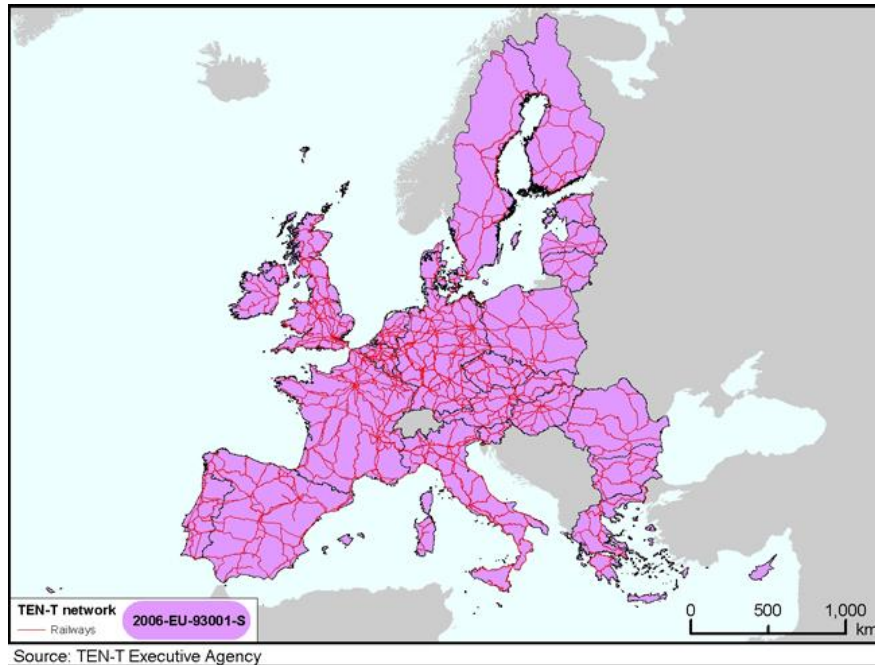 TEN-T network
Railways
2006-EU-93001-S
0 500 1,000
km
Source: TEN-T Executive Agency